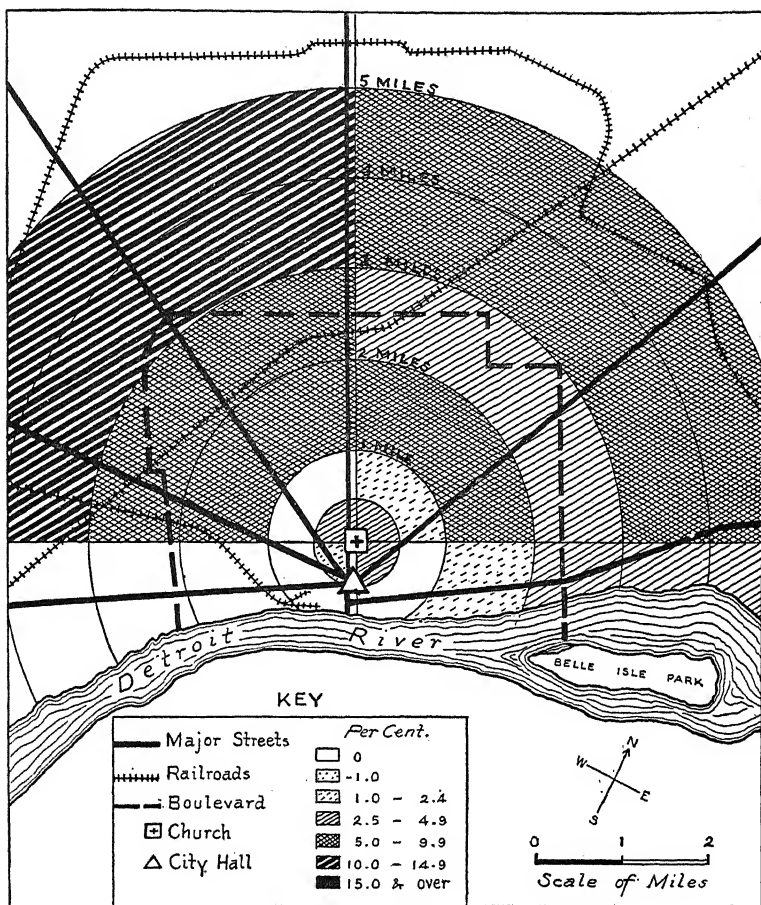 5 MILES
MILES
2 MILES
MILE
Detroit River
BELLE ISLE PARK
KEY
Major Streets
Railroads
Boulevard
Church
City Hall
Per Cent.
0
-1.0
1.0 - 2.4
2.5 - 4.9
5.0 - 9.9
10.0 - 14.9
15.0 & over
N
W
E
S
0 1 2
Scale of Miles